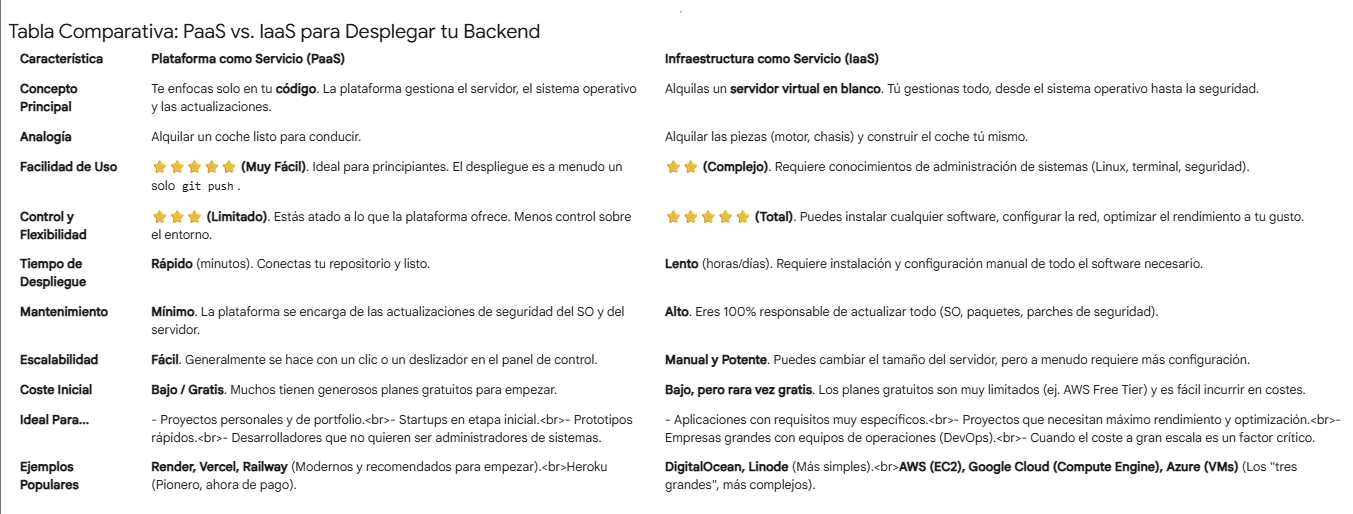 Tabla Comparativa: PaaS vs. IaaS para Desplegar tu Backend
Característica
Plataforma como Servicio (PaaS)
Infraestructura como Servicio (IaaS)
Concepto
Principal
Te enfocas solo en tu código. La plataforma gestiona el servidor, el sistema operativo
y las actualizaciones.
Alquilas un servidor virtual en blanco. Tú gestionas todo, desde el sistema operativo hasta la seguridad.
Analogía
Alquilar un coche listo para conducir.
Alquilar las piezas (motor, chasis) y construir el coche tú mismo.
Facilidad de Uso
⭐⭐⭐⭐⭐ (Muy Fácil). Ideal para principiantes. El despliegue es a menudo un
solo git push.
⭐⭐ (Complejo). Requiere conocimientos de administración de sistemas (Linux, terminal, seguridad).
Control y
Flexibilidad
⭐⭐⭐ (Limitado). Estás atado a lo que la plataforma ofrece. Menos control sobre
el entorno.
⭐⭐⭐⭐⭐ (Total). Puedes instalar cualquier software, configurar la red, optimizar el rendimiento a tu gusto.
Tiempo de
Despliegue
Rápido (minutos). Conectas tu repositorio y listo.
Lento (horas/días). Requiere instalación y configuración manual de todo el software necesario.
Mantenimiento
Mínimo. La plataforma se encarga de las actualizaciones de seguridad del SO y del
servidor.
Alto. Eres 100% responsable de actualizar todo (SO, paquetes, parches de seguridad).
Escalabilidad
Fácil. Generalmente se hace con un clic o un deslizador en el panel de control.
Manual y Potente. Puedes cambiar el tamaño del servidor, pero a menudo requiere más configuración.
Coste Inicial
Bajo / Gratis. Muchos tienen generosos planes gratuitos para empezar.
Bajo, pero rara vez gratis. Los planes gratuitos son muy limitados (ej. AWS Free Tier) y es fácil incurrir en costes.
Ideal Para...
- Proyectos personales y de portfolio.<br>- Startups en etapa inicial.<br>- Prototipos
rápidos.<br>- Desarrolladores que no quieren ser administradores de sistemas.
- Aplicaciones con requisitos muy específicos.<br>- Proyectos que necesitan máximo rendimiento y optimización.<br>-
Empresas grandes con equipos de operaciones (DevOps).<br>- Cuando el coste a gran escala es un factor crítico.
Ejemplos
Populares
Render, Vercel, Railway (Modernos y recomendados para empezar).<br>Heroku
(Pionero, ahora de pago).
DigitalOcean, Linode (Más simples).<br>AWS (EC2), Google Cloud (Compute Engine), Azure (VMs) (Los "tres
grandes", más complejos).